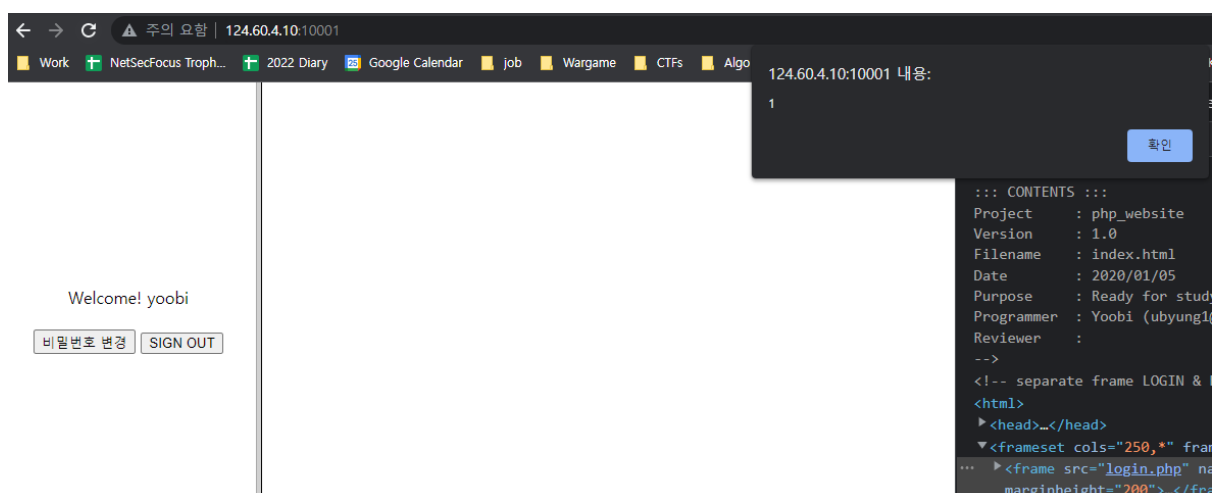 주의 요함 | 124.60.4.10:10001
Work NetSecFocus Troph... 2022 Diary Google Calendar job Wargame CTFs Algo
124.60.4.10:10001 내용:
1
확인
Welcome! yoobi
비밀번호 변경 SIGN OUT
::: CONTENTS :::
Project : php_website
Version : 1.0
Filename : index.html
Date : 2020/01/05
Purpose : Ready for study
Programmer : Yoobi (ubyung1@
Reviewer :
-->
<!-- separate frame LOGIN &
<html>
<head>…</head>
<frameset cols="250,*" fra
<frame src="login.php" na
marginheight="200"> </fra